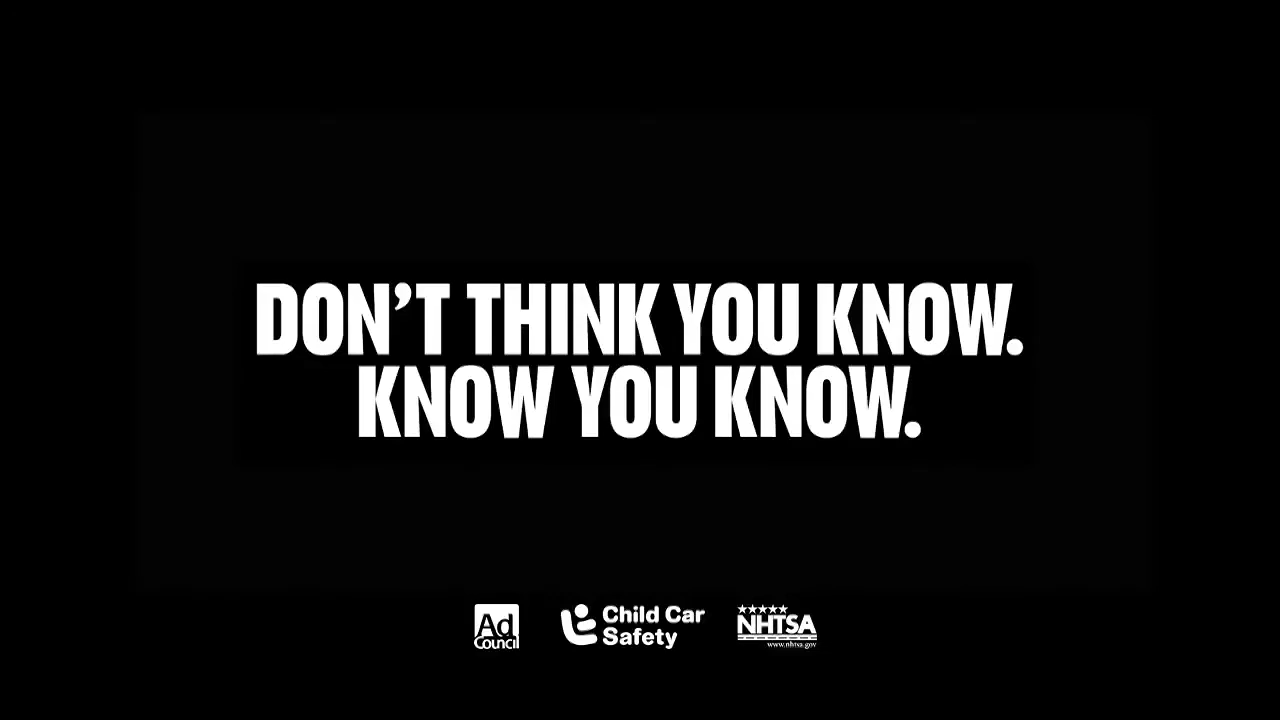 DON'T THINK YOU KNOW.
KNOW YOU KNOW.
Ad Council
Child Car Safety
NHTSA
www.nhtsa.gov